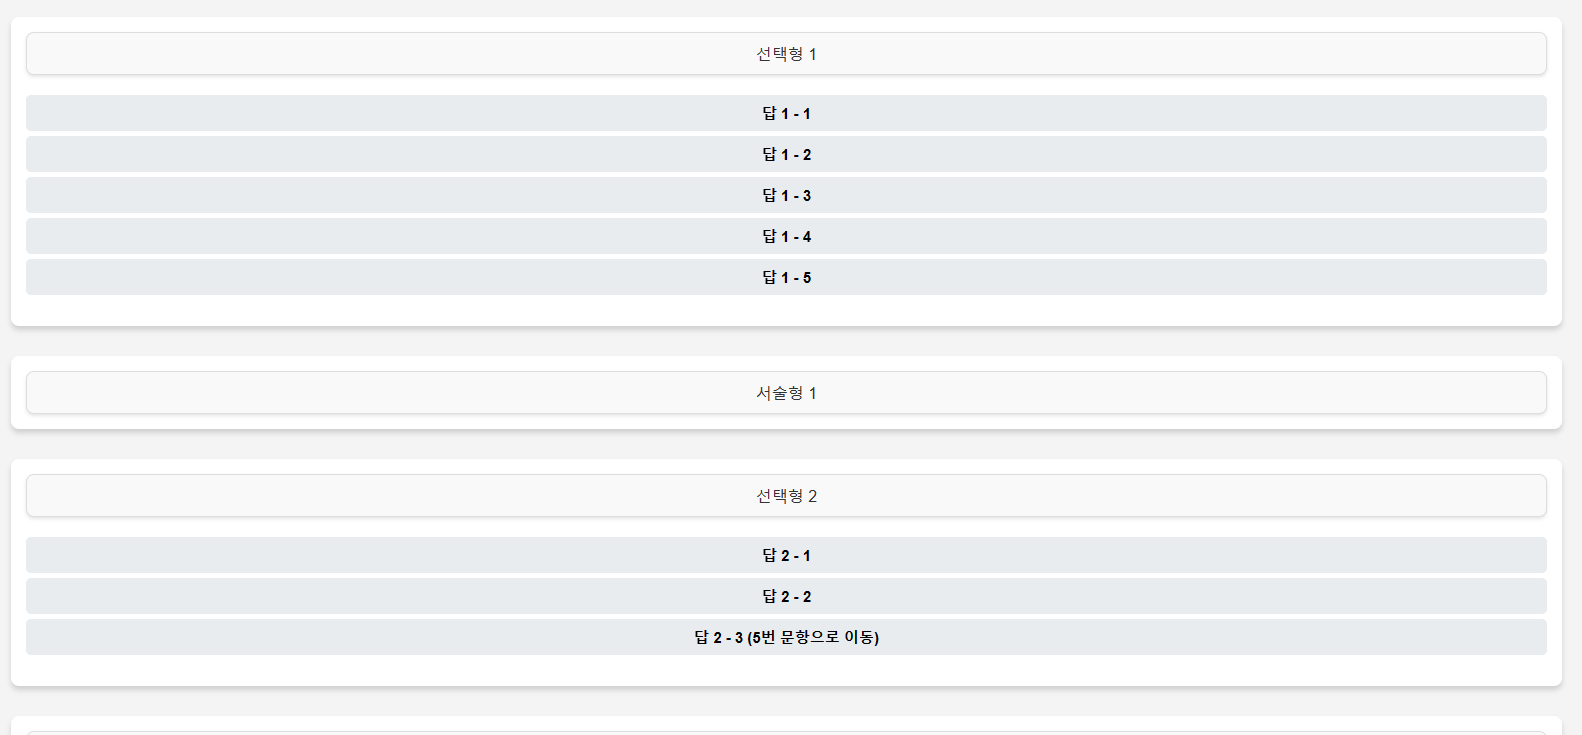 선택형 1
답 1 - 1
답 1 - 2
답 1 - 3
답 1 - 4
답 1 - 5
서술형 1
선택형 2
답 2 - 1
답 2 - 2
답 2 - 3 (5번 문항으로 이동)